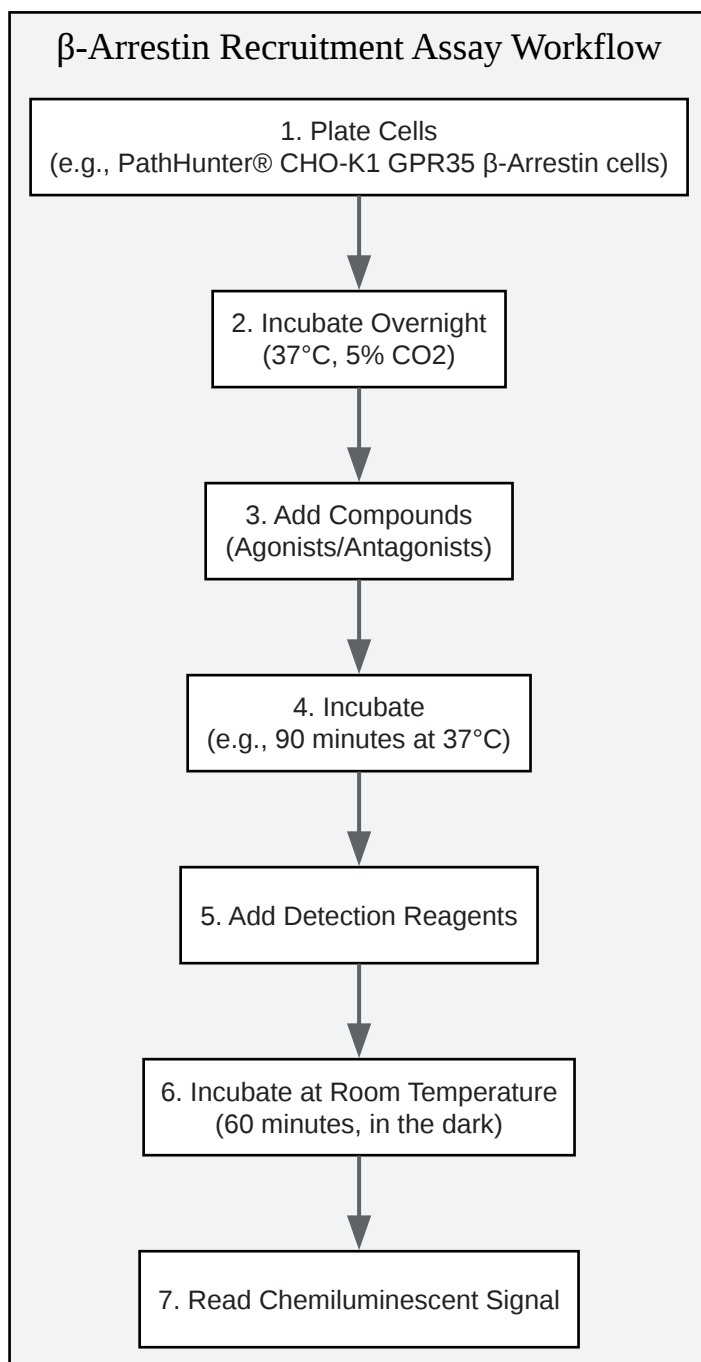 β-Arrestin Recruitment Assay Workflow
1. Plate Cells
(e.g., PathHunter® CHO-K1 GPR35 β-Arrestin cells)
2. Incubate Overnight
(37°C, 5% CO2)
3. Add Compounds
(Agonists/Antagonists)
4. Incubate
(e.g., 90 minutes at 37°C)
5. Add Detection Reagents
6. Incubate at Room Temperature
(60 minutes, in the dark)
7. Read Chemiluminescent Signal